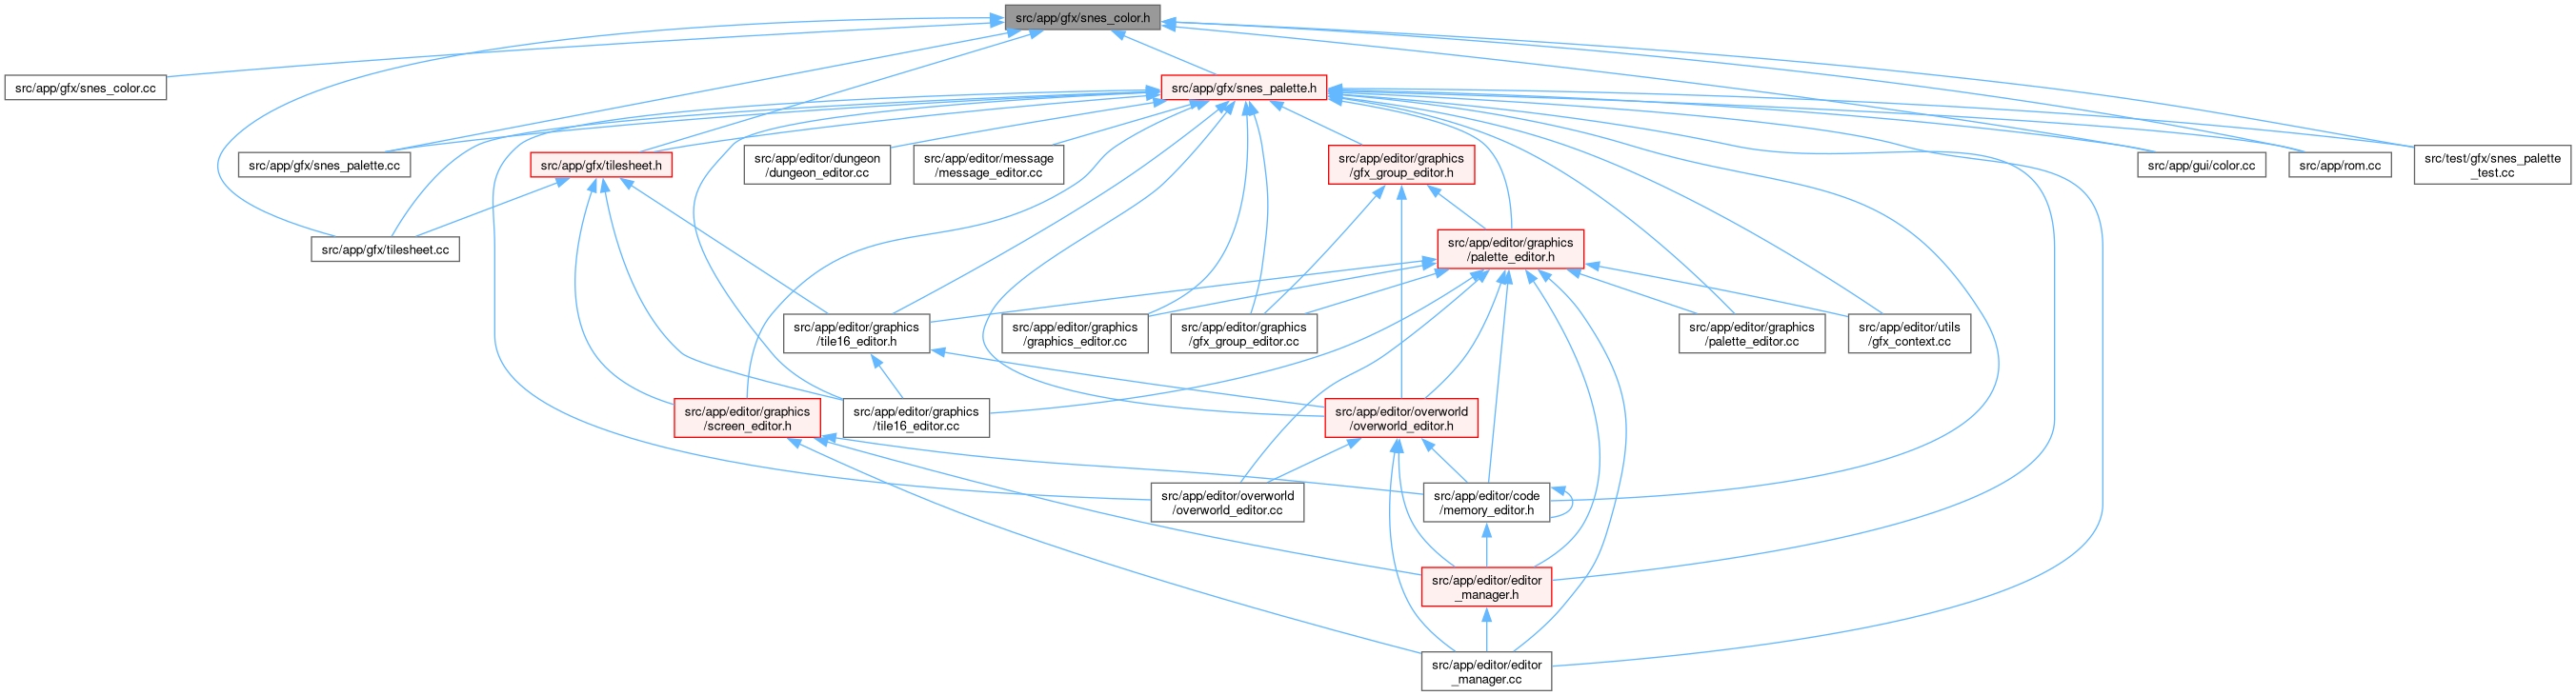 src/app/gfx/snes_color.h
src/app/gfx/snes_color.cc
src/app/gfx/snes_palette.h
src/app/gfx/snes_palette.cc
src/app/gfx/tilesheet.h
src/app/editor/dungeon
/dungeon_editor.cc
src/app/editor/message
/message_editor.cc
src/app/editor/graphics
/gfx_group_editor.h
src/app/gui/color.cc
src/app/rom.cc
src/test/gfx/snes_palette
_test.cc
src/app/gfx/tilesheet.cc
src/app/editor/graphics
/palette_editor.h
src/app/editor/graphics
/tile16_editor.h
src/app/editor/graphics
/graphics_editor.cc
src/app/editor/graphics
/gfx_group_editor.cc
src/app/editor/graphics
/palette_editor.cc
src/app/editor/utils
/gfx_context.cc
src/app/editor/graphics
/screen_editor.h
src/app/editor/graphics
/tile16_editor.cc
src/app/editor/overworld
/overworld_editor.h
src/app/editor/overworld
/overworld_editor.cc
src/app/editor/code
/memory_editor.h
src/app/editor/editor
_manager.h
src/app/editor/editor
_manager.cc